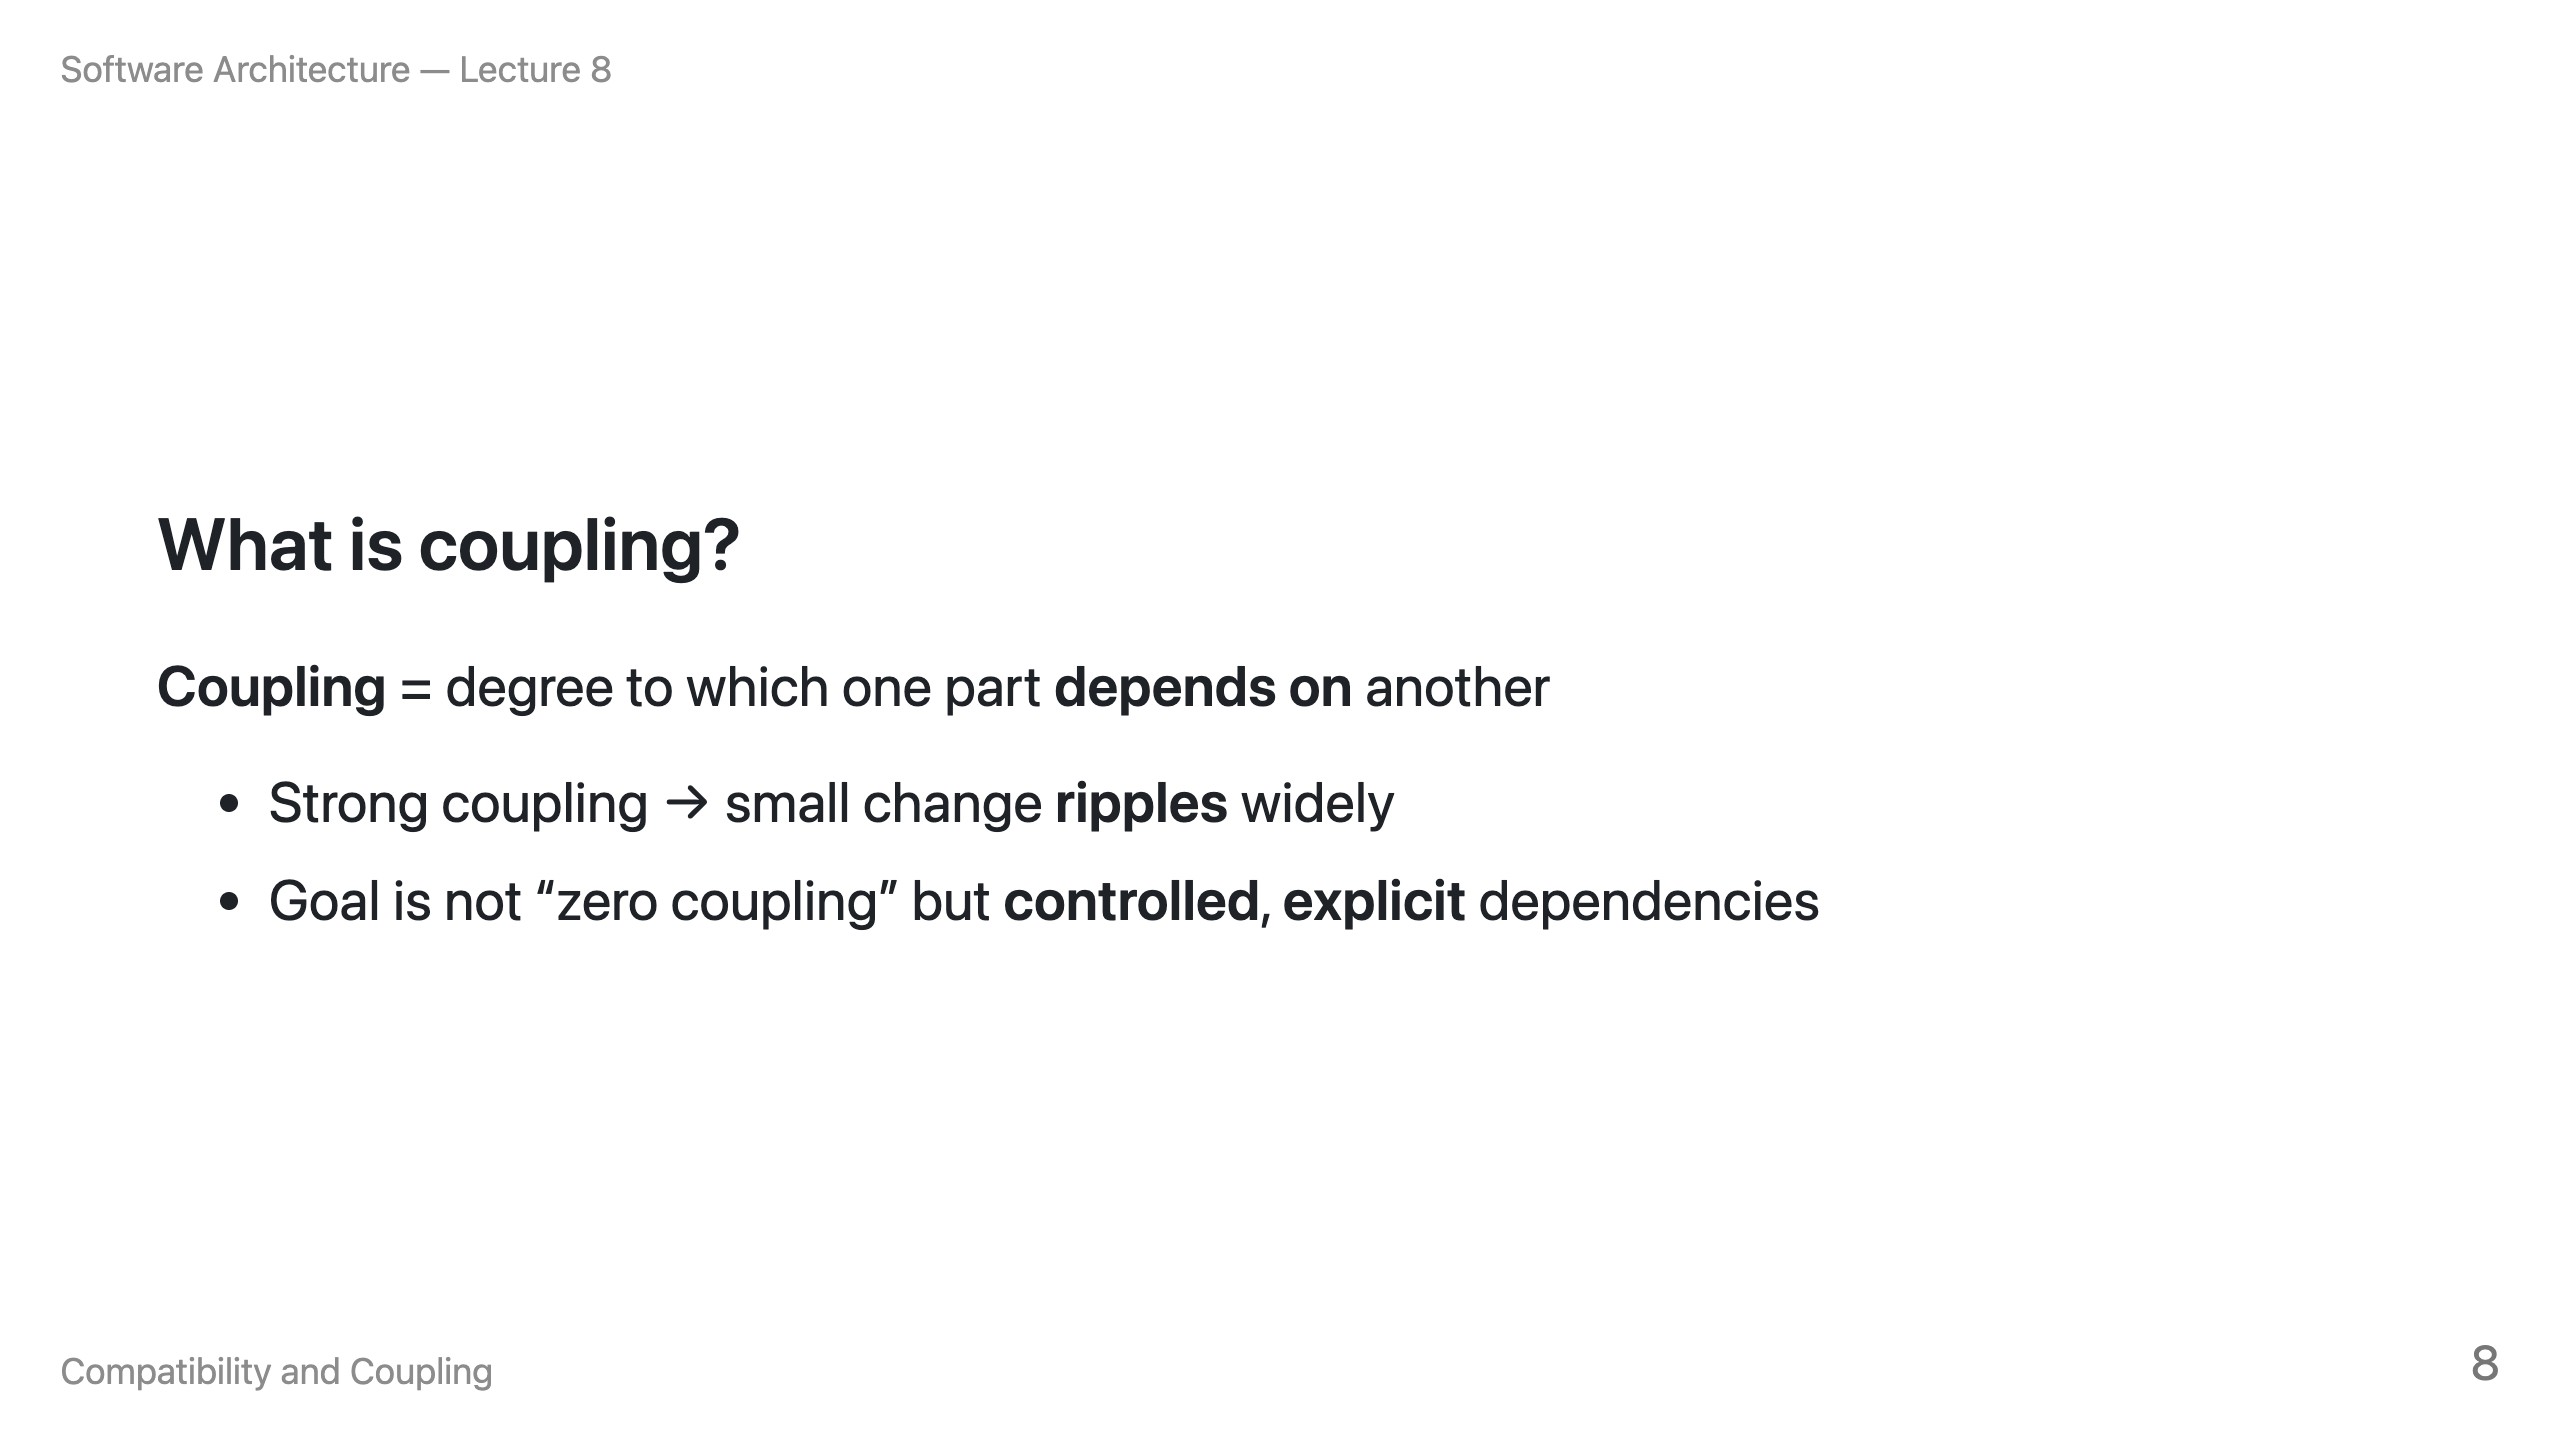 Software Architecture — Lecture 8
What is coupling?
Coupling = degree to which one part depends on another
• Strong coupling → small change ripples widely
• Goal is not “zero coupling” but controlled, explicit dependencies
Compatibility and Coupling
8